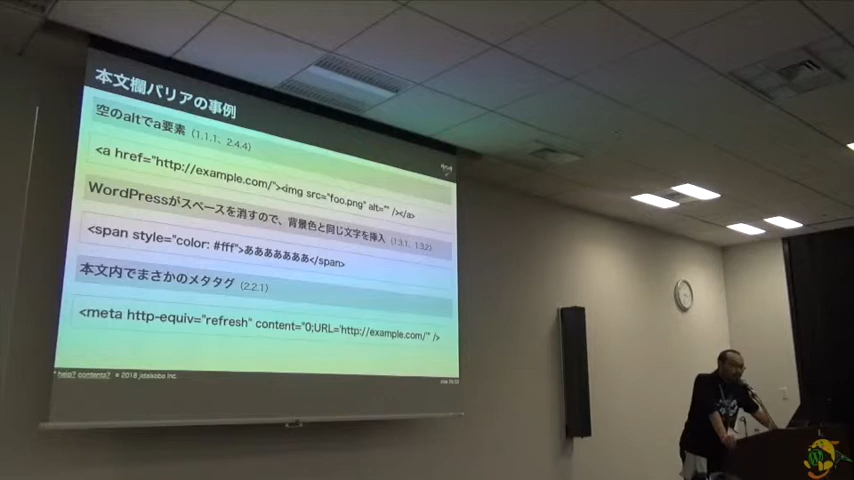 本文欄バリアの事例
空のaltでa要素 (1.1.1、2.4.4)
<a href="http://example.com/"><img src="foo.png" alt="" /></a>
WordPressがスペースを消すので、背景色と同じ文字を挿入 (1.3.1、1.3.2)
<span style="color: #fff">あああああああ</span>
本文内でまさかのメタタグ (2.2.1)
<meta http-equiv="refresh" content="0;URL='http://example.com/'" />
help? contents? © 2018 jidaikobo inc.